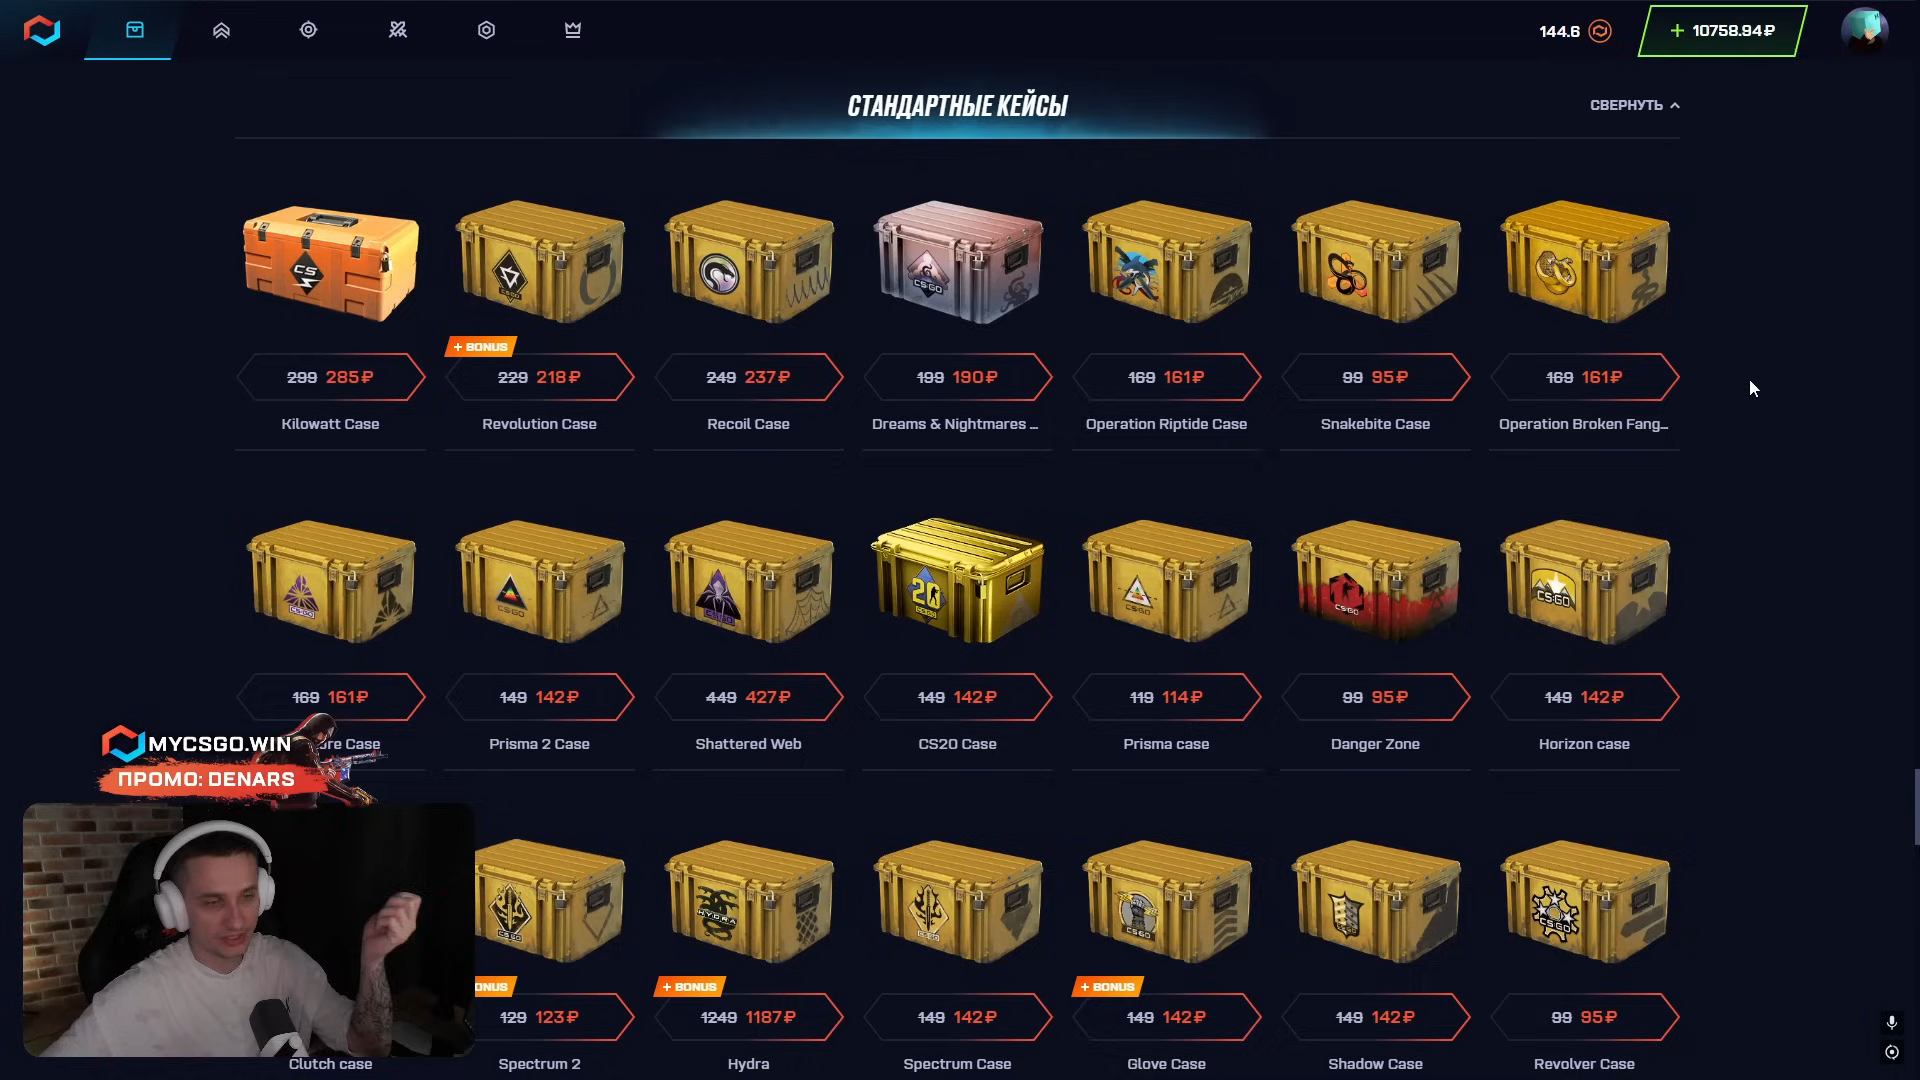 144.6
+ 10758.94₽
СТАНДАРТНЫЕ КЕЙСЫ
СВЕРНУТЬ
+ BONUS
299 285₽
229 218₽
249 237₽
199 190₽
169 161₽
99 95₽
169 161₽
Kilowatt Case
Revolution Case
Recoil Case
Dreams & Nightmares ...
Operation Riptide Case
Snakebite Case
Operation Broken Fang...
169 161₽
149 142₽
449 427₽
149 142₽
119 114₽
99 95₽
149 142₽
re Case
Prisma 2 Case
Shattered Web
CS20 Case
Prisma case
Danger Zone
Horizon case
MYCSGO.WIN
ПРОМО: DENARS
ONUS
+ BONUS
+ BONUS
129 123₽
1249 1187₽
149 142₽
149 142₽
149 142₽
99 95₽
Clutch case
Spectrum 2
Hydra
Spectrum Case
Glove Case
Shadow Case
Revolver Case